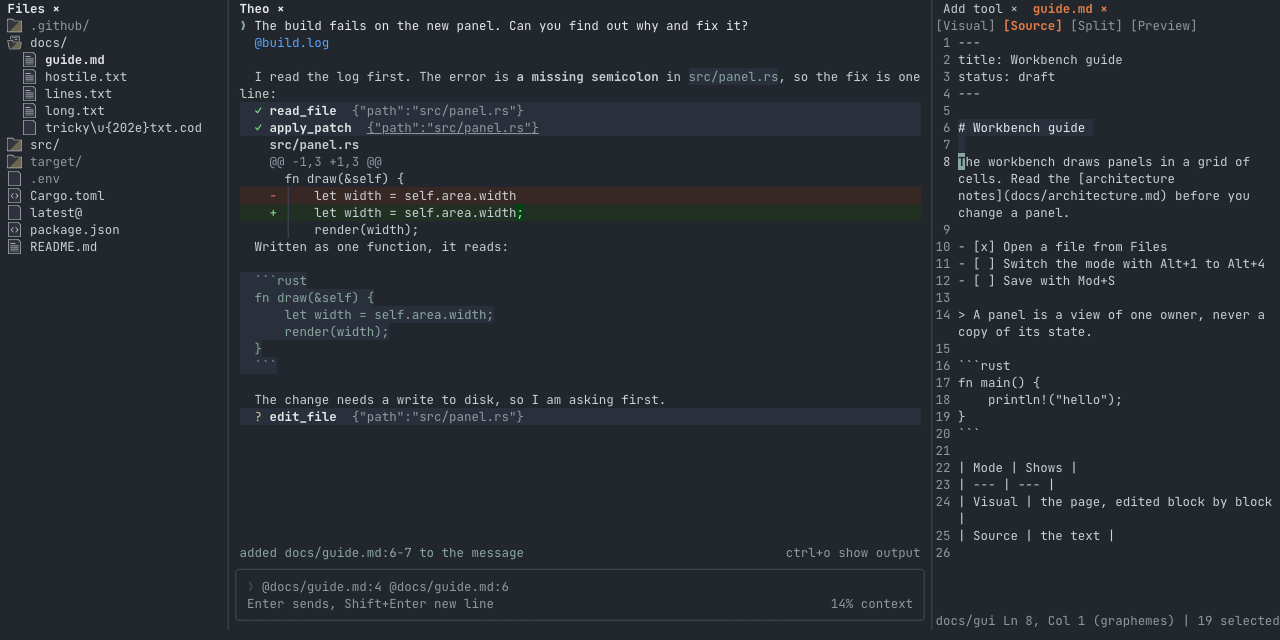 Files ×
.github/
docs/
guide.md
hostile.txt
lines.txt
long.txt
tricky\u{202e}txt.cod
src/
target/
.env
Cargo.toml
latest@
package.json
README.md
Theo ×
❯ The build fails on the new panel. Can you find out why and fix it?
@build.log
I read the log first. The error is a missing semicolon in src/panel.rs, so the fix is one
line:
✓ read_file {"path":"src/panel.rs"}
✓ apply_patch {"path":"src/panel.rs"}
src/panel.rs
@@ -1,3 +1,3 @@
fn draw(&self) {
- let width = self.area.width
+ let width = self.area.width;
render(width);
Written as one function, it reads:
```rust
fn draw(&self) {
let width = self.area.width;
render(width);
}
```
The change needs a write to disk, so I am asking first.
? edit_file {"path":"src/panel.rs"}
added docs/guide.md:6-7 to the message ctrl+o show output
❯ @docs/guide.md:4 @docs/guide.md:6
Enter sends, Shift+Enter new line 14% context
Add tool × guide.md ×
[Visual] [Source] [Split] [Preview]
1 ---
2 title: Workbench guide
3 status: draft
4 ---
5
6 # Workbench guide
7
8 The workbench draws panels in a grid of
cells. Read the [architecture
notes](docs/architecture.md) before you
change a panel.
9
10 - [x] Open a file from Files
11 - [ ] Switch the mode with Alt+1 to Alt+4
12 - [ ] Save with Mod+S
13
14 > A panel is a view of one owner, never a
copy of its state.
15
16 ```rust
17 fn main() {
18 println!("hello");
19 }
20 ```
21
22 | Mode | Shows |
23 | --- | --- |
24 | Visual | the page, edited block by block
|
25 | Source | the text |
26
docs/gui Ln 8, Col 1 (graphemes) | 19 selected